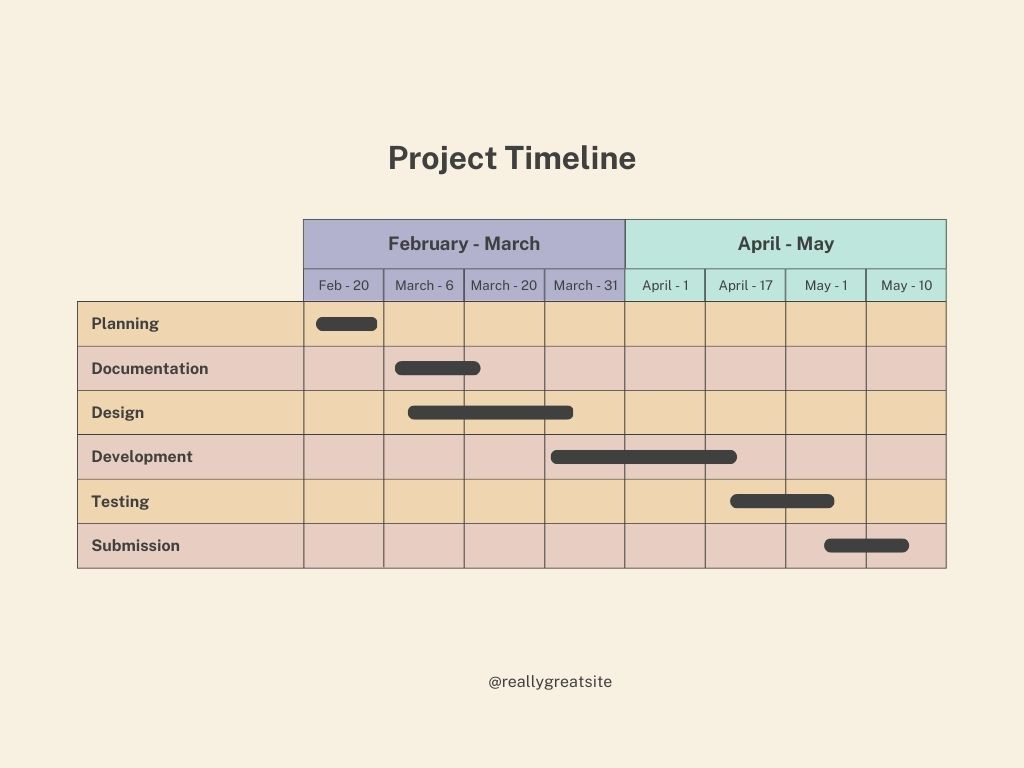 Project Timeline
February - March April - May
Feb - 20 March - 6 March - 20 March - 31 April - 1 April - 17 May - 1 May - 10
Planning
Documentation
Design
Development
Testing
Submission
@reallygreatsite